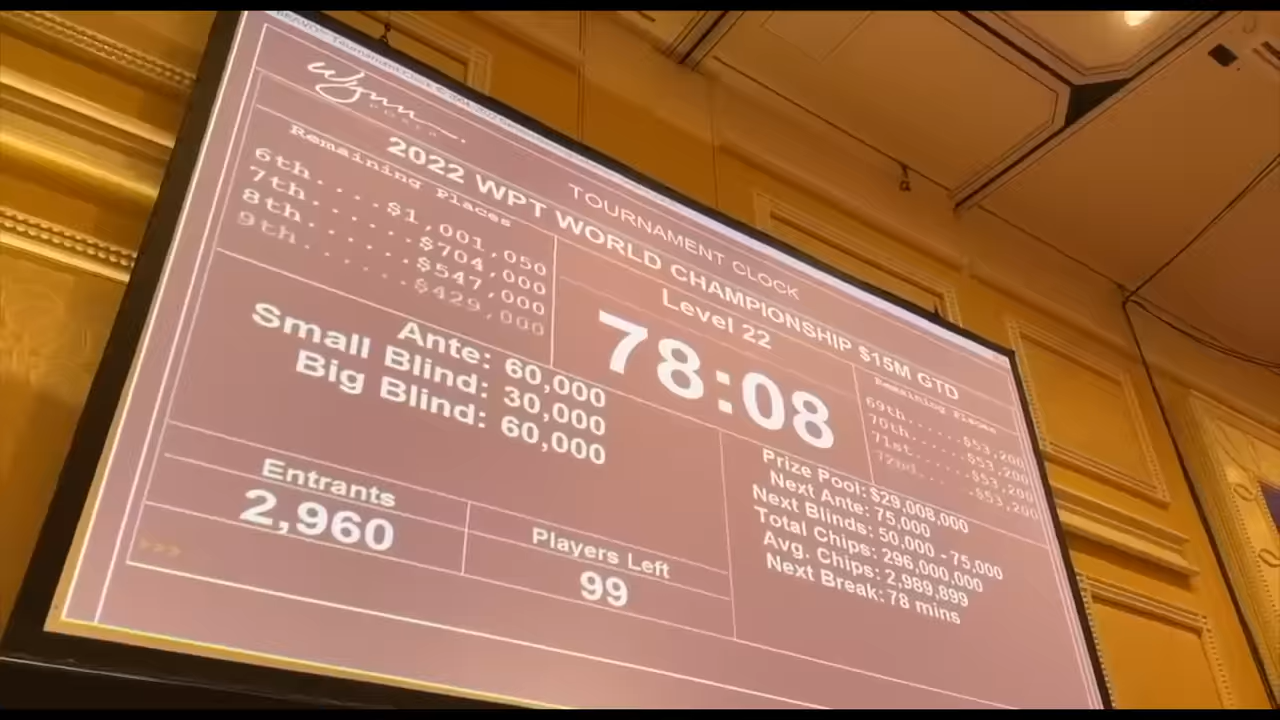 Wynn
POKER
TOURNAMENT CLOCK
2022 WPT WORLD CHAMPIONSHIP $15M GTD
Remaining Places
6th.....$1,001,050
7th.......$704,000
8th.......$547,000
9th.......$429,000
Level 22
78:08
Remaining Places
69th.......$53,200
70th.......$53,200
71st.......$53,200
72nd.......$53,200
Ante: 60,000
Small Blind: 30,000
Big Blind: 60,000
Prize Pool: $29,008,000
Next Ante: 75,000
Next Blinds: 50,000 - 75,000
Total Chips: 296,000,000
Avg. Chips: 2,989,899
Next Break: 78 mins
Entrants
2,960
Players Left
99
>>>